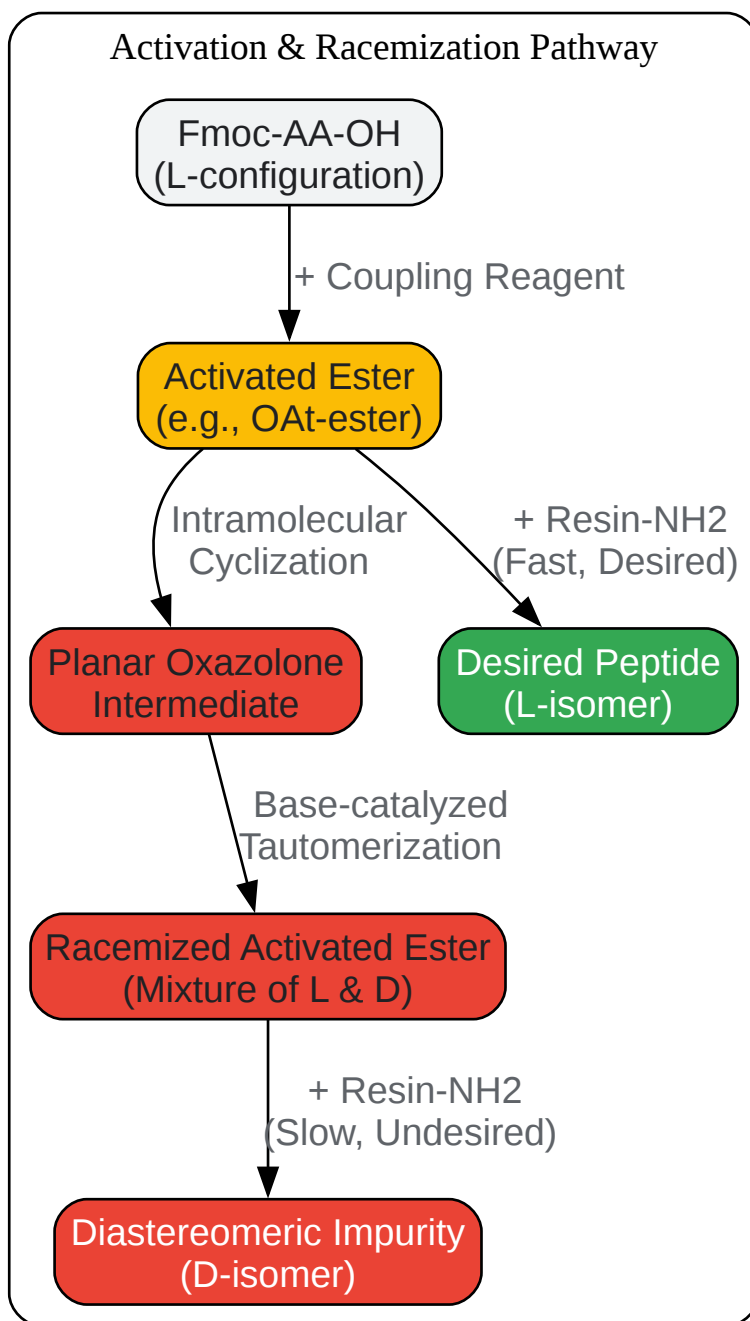 Activation & Racemization Pathway
Fmoc-AA-OH
(L-configuration)
+ Coupling Reagent
Activated Ester
(e.g., OAt-ester)
Intramolecular
Cyclization
+ Resin-NH2
(Fast, Desired)
Planar Oxazolone
Intermediate
Desired Peptide
(L-isomer)
Base-catalyzed
Tautomerization
Racemized Activated Ester
(Mixture of L & D)
+ Resin-NH2
(Slow, Undesired)
Diastereomeric Impurity
(D-isomer)